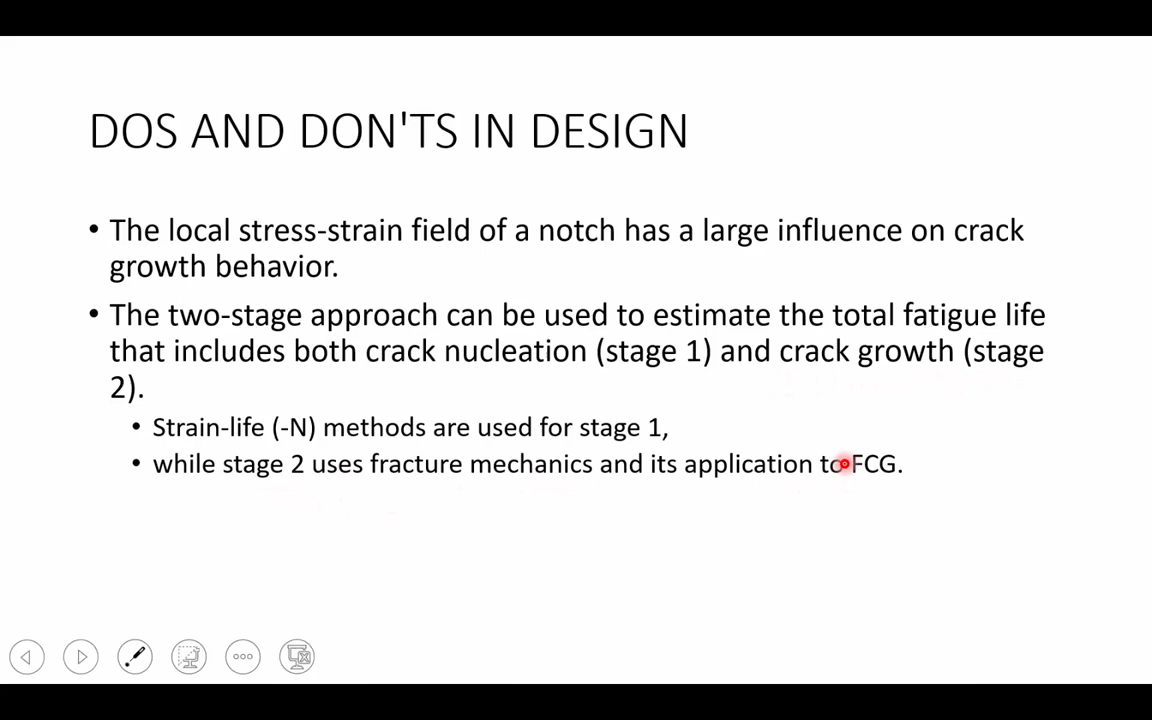 DOS AND DON'TS IN DESIGN
• The local stress-strain field of a notch has a large influence on crack
growth behavior.
• The two-stage approach can be used to estimate the total fatigue life
that includes both crack nucleation (stage 1) and crack growth (stage
2).
• Strain-life (-N) methods are used for stage 1,
• while stage 2 uses fracture mechanics and its application to FCG.